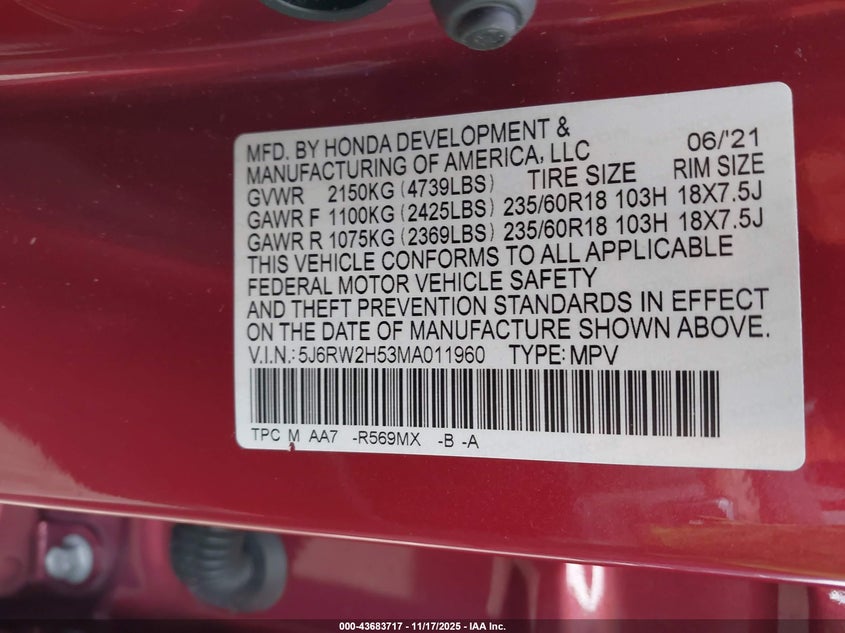 MFD. BY HONDA DEVELOPMENT & 06/'21
MANUFACTURING OF AMERICA, LLC
GVWR 2150KG (4739LBS) TIRE SIZE RIM SIZE
GAWR F 1100KG (2425LBS) 235/60R18 103H 18X7.5J
GAWR R 1075KG (2369LBS) 235/60R18 103H 18X7.5J
THIS VEHICLE CONFORMS TO ALL APPLICABLE
FEDERAL MOTOR VEHICLE SAFETY
AND THEFT PREVENTION STANDARDS IN EFFECT
ON THE DATE OF MANUFACTURE SHOWN ABOVE.
V.I.N.: 5J6RW2H53MA011960 TYPE: MPV
TPC M AA7 -R569MX -B -A
000-43683717 - 11/17/2025 - IAA Inc.